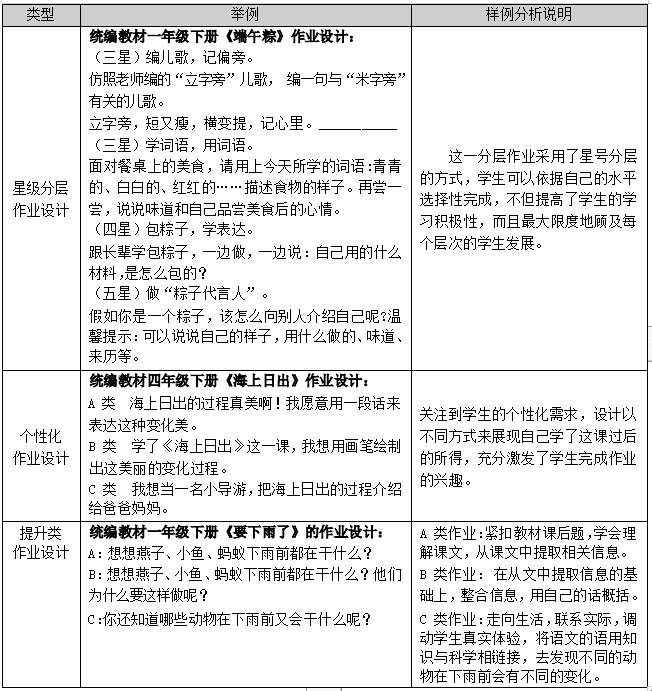 类型
举例
样例分析说明
星级分层
作业设计
统编教材一年级下册《端午粽》作业设计：
（三星）编儿歌，记偏旁。
仿照老师编的“立字旁”儿歌， 编一句与“米字旁”
有关的儿歌。
立字旁，短又瘦，横变提，记心里。__________
（三星）学词语，用词语。
面对餐桌上的美食，请用上今天所学的词语:青青
的、白白的、红红的……描述食物的样子。再尝一
尝，说说味道和自己品尝美食后的心情。
（四星）包粽子，学表达。
跟长辈学包粽子，一边做，一边说：自己用的什么
材料,是怎么包的？
（五星）做“粽子代言人”。
假如你是一个粽子，该怎么向别人介绍自己呢?温
馨提示：可以说说自己的样子，用什么做的、味道、
来历等。
这一分层作业采用了星号分层
的方式，学生可以依据自己的水平
选择性完成，不但提高了学生的学
习积极性，而且最大限度地顾及每
个层次的学生发展。
个性化
作业设计
统编教材四年级下册《海上日出》作业设计：
A 类 海上日出的过程真美啊！我愿意用一段话来
表达这种变化美。
B 类 学了《海上日出》这一课，我想用画笔绘制
出这美丽的变化过程。
C 类 我想当一名小导游，把海上日出的过程介绍
给爸爸妈妈。
关注到学生的个性化需求，设计以
不同方式来展现自己学了这课过后
的所得，充分激发了学生完成作业
的兴趣。
提升类
作业设计
统编教材一年级下册《要下雨了》的作业设计：
A：想想燕子、小鱼、蚂蚁下雨前都在干什么？
B：想想燕子、小鱼、蚂蚁下雨前都在干什么？他们
为什么要这样做呢？
C:你还知道哪些动物在下雨前又会干什么呢？
A 类作业:紧扣教材课后题,学会理
解课文，从课文中提取相关信息。
B 类作业： 在从文中提取信息的基
础上，整合信息，用自己的话概括。
C 类作业:走向生活，联系实际，调
动学生真实体验，将语文的语用知
识与科学相链接，去发现不同的动
物在下雨前会有不同的变化。